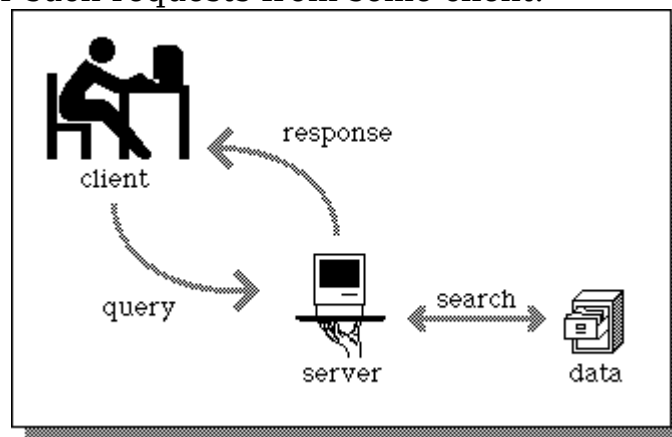 such requests from some client.
response
client
query
search
server
data